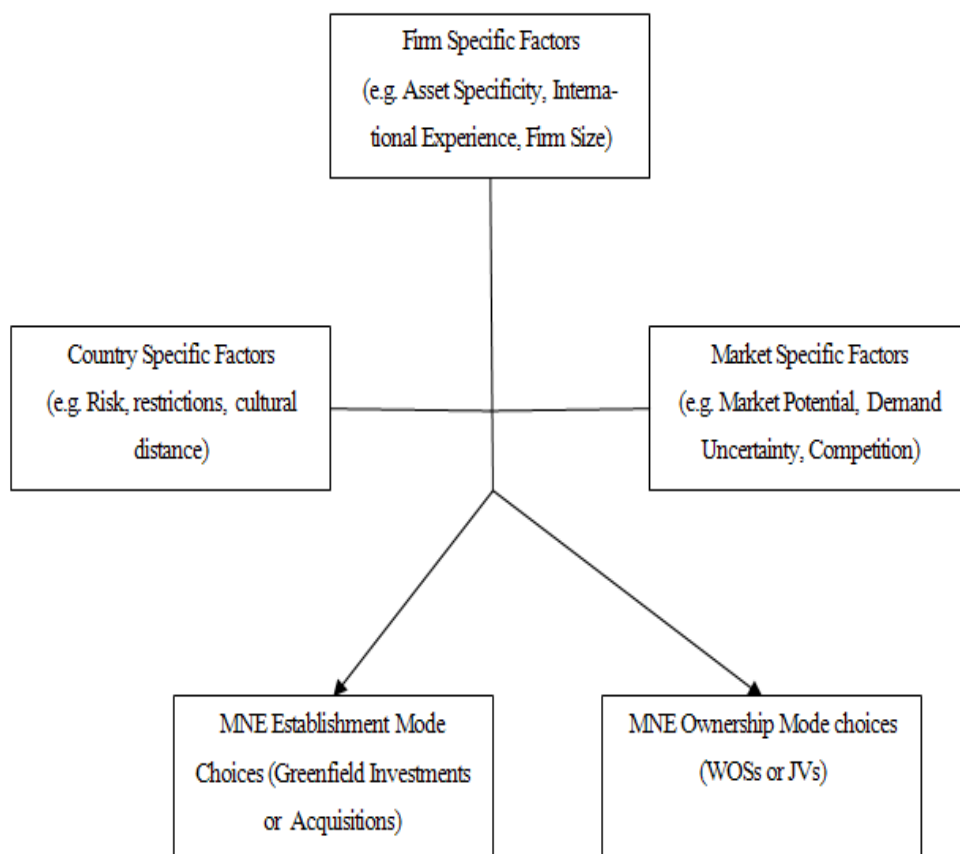 Firm Specific Factors
(e.g. Asset Specificity, Interna-
tional Experience, Firm Size)
Country Specific Factors
(e.g. Risk, restrictions, cultural
distance)
Market Specific Factors
(e.g. Market Potential, Demand
Uncertainty, Competition)
MNE Establishment Mode
Choices (Greenfield Investments
or Acquisitions)
MNE Ownership Mode choices
(WOSs or JVs)